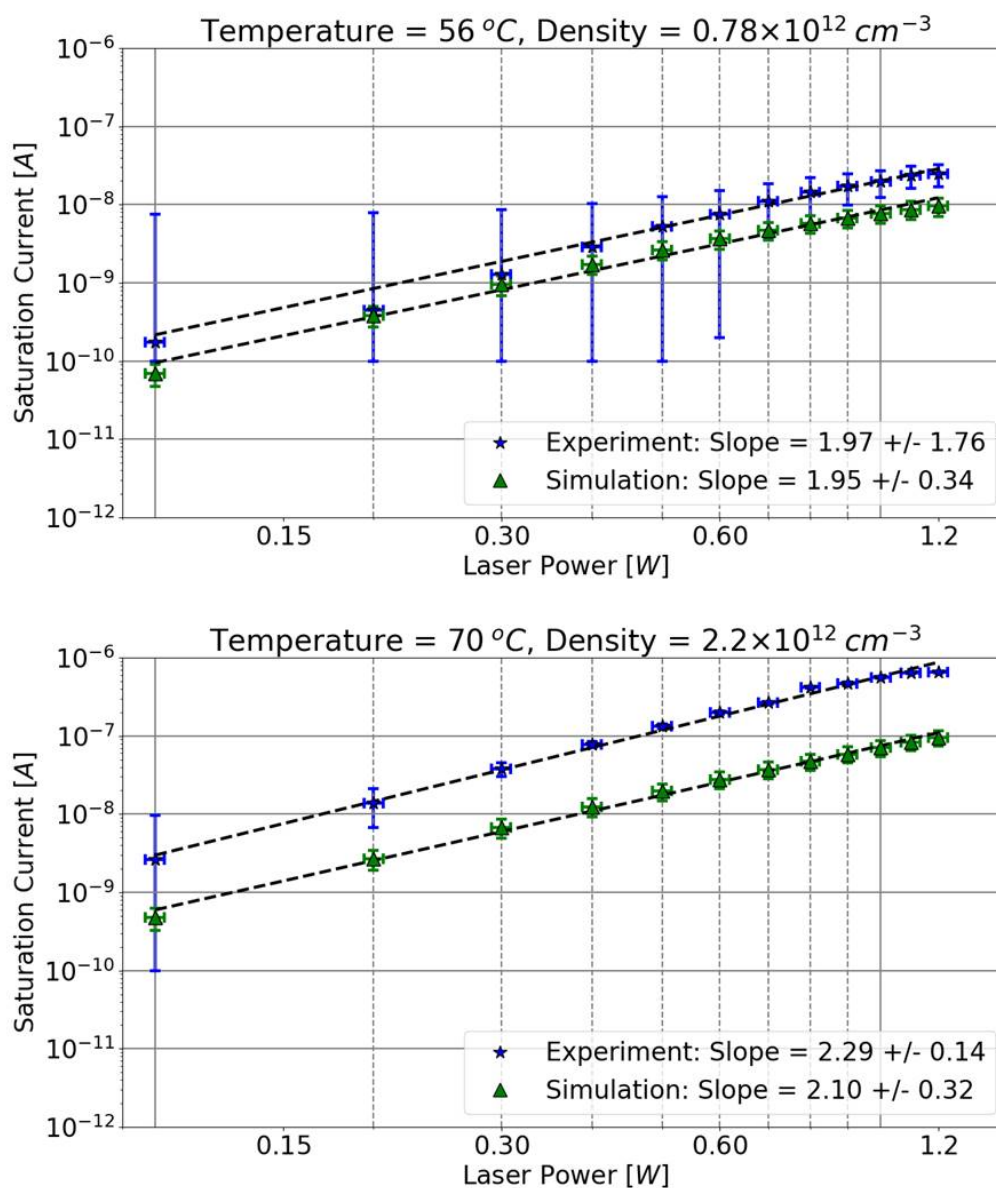 Temperature = 56 °C, Density = 0.78×10¹² cm⁻³
Saturation Current [A]
10⁻⁶
10⁻⁷
10⁻⁸
10⁻⁹
10⁻¹⁰
10⁻¹¹
10⁻¹²
Experiment: Slope = 1.97 +/- 1.76
Simulation: Slope = 1.95 +/- 0.34
0.15 0.30 0.60 1.2
Laser Power [W]
Temperature = 70 °C, Density = 2.2×10¹² cm⁻³
Saturation Current [A]
10⁻⁶
10⁻⁷
10⁻⁸
10⁻⁹
10⁻¹⁰
10⁻¹¹
10⁻¹²
Experiment: Slope = 2.29 +/- 0.14
Simulation: Slope = 2.10 +/- 0.32
0.15 0.30 0.60 1.2
Laser Power [W]